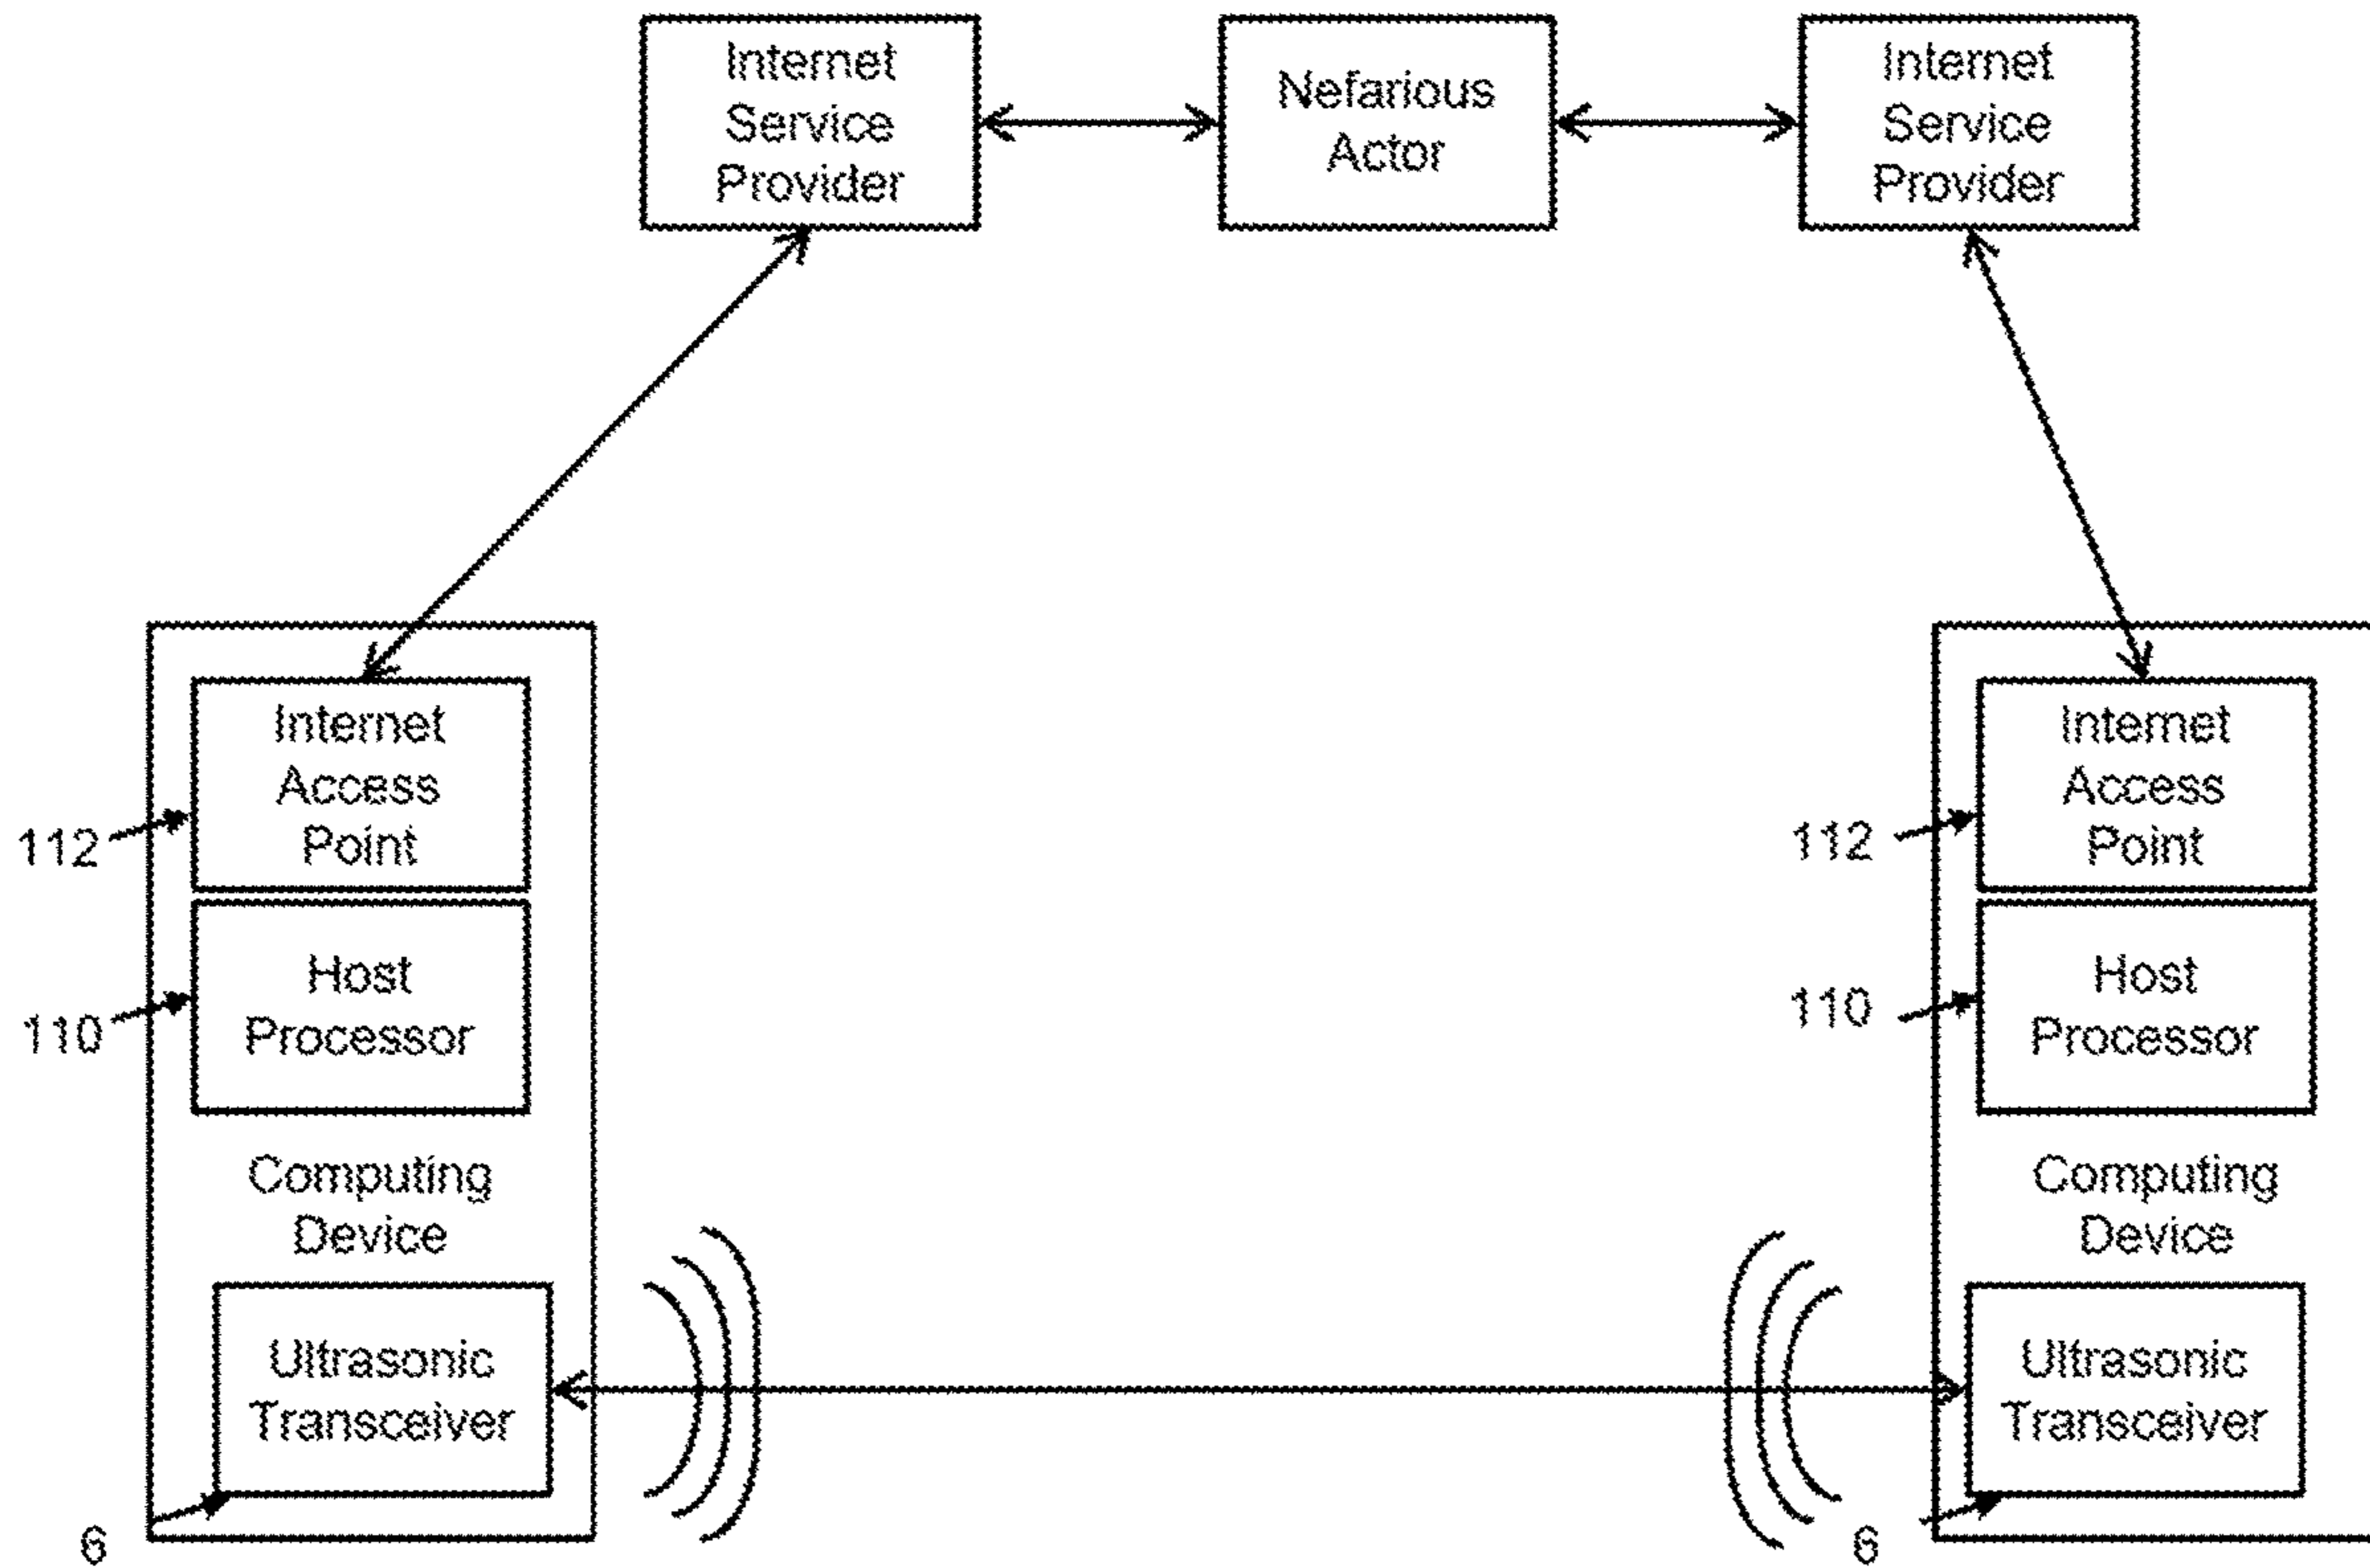 Internet
Service
Provider
Nefarious
Actor
Internet
Service
Provider
Internet
Access
Point
112
Host
Processor
110
Computing
Device
Ultrasonic
Transceiver
6
Internet
Access
Point
112
Host
Processor
110
Computing
Device
Ultrasonic
Transceiver
6